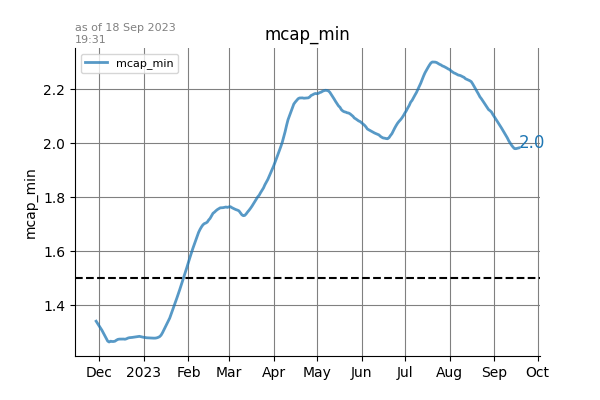 as of 18 Sep 2023
19:31
mcap_min
mcap_min
2.2
2.0
1.8
1.6
1.4
mcap_min
2.0
Dec 2023 Feb Mar Apr May Jun Jul Aug Sep Oct